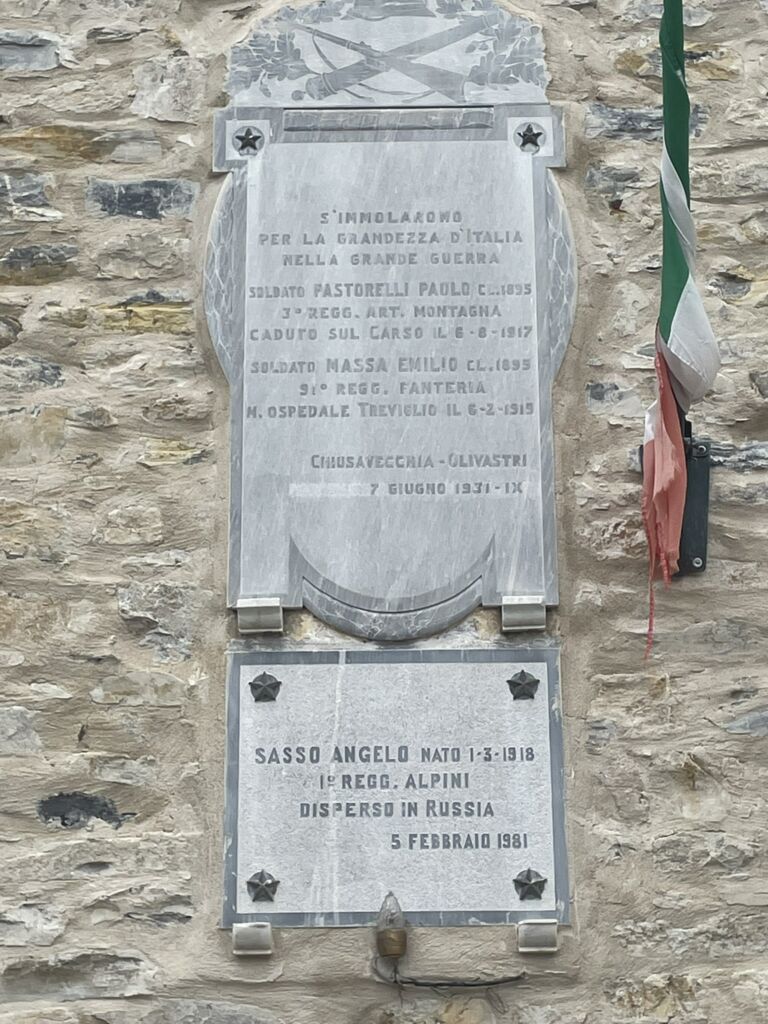 S'IMMOLARONO
PER LA GRANDEZZA D'ITALIA
NELLA GRANDE GUERRA
SOLDATO PASTORELLI PAOLO CL.1895
3° REGG. ART. MONTAGNA
CADUTO SUL CARSO IL 6-8-1917
SOLDATO MASSA EMILIO CL.1895
91° REGG. FANTERIA
M. OSPEDALE TREVIGLIO IL 6-2-1919
CHIUSAVECCHIA-OLIVASTRI
7 GIUGNO 1931-IX
SASSO ANGELO NATO 1-3-1918
1° REGG. ALPINI
DISPERSO IN RUSSIA
5 FEBBRAIO 1981